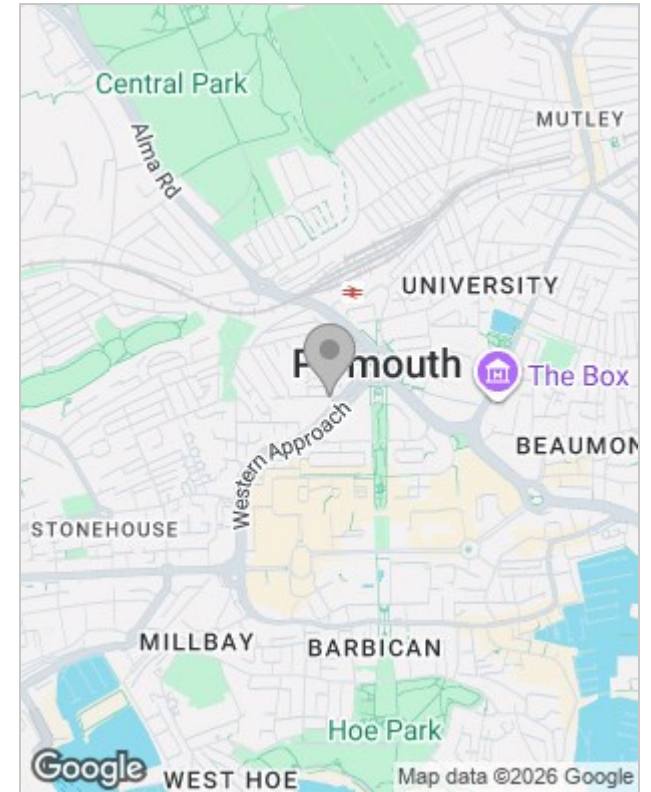 Central Park
MUTLEY
Alma Rd
UNIVERSITY
P mouth
The Box
Western Approach
BEAUMON
STONEHOUSE
MILLBAY
BARBICAN
Hoe Park
Google
WEST HOE
Map data ©2026 Google